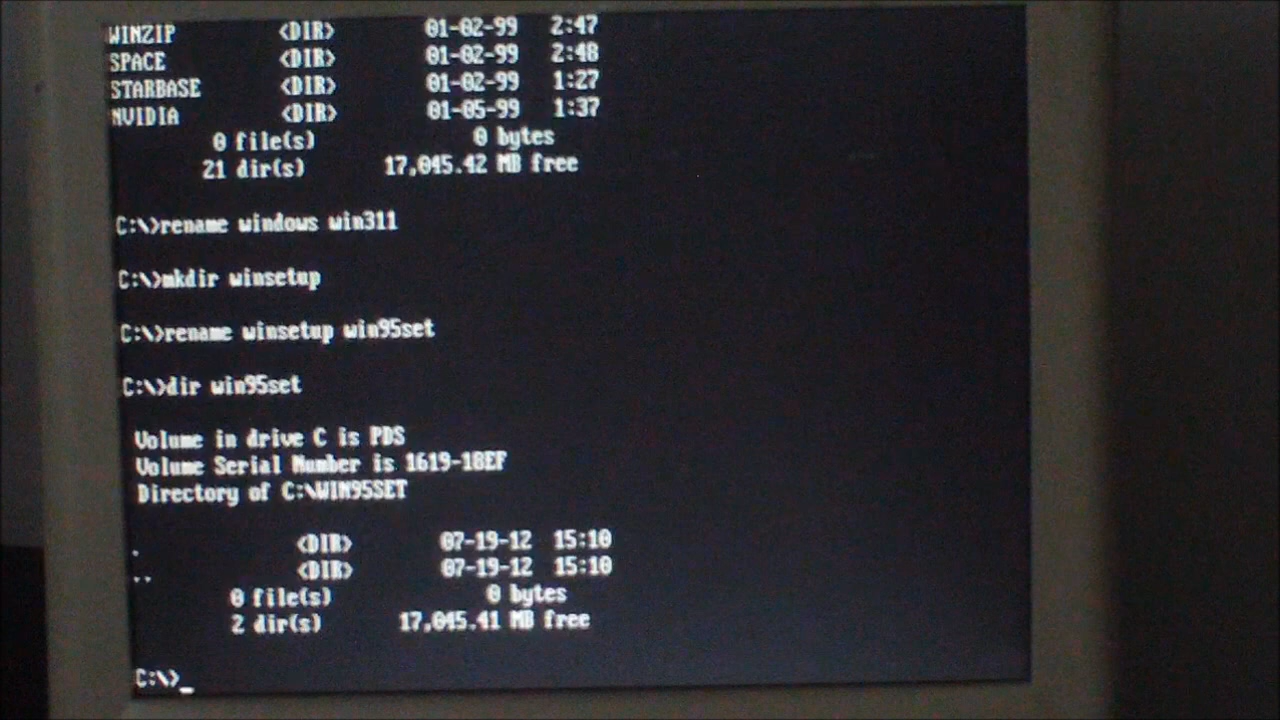 WINZIP <DIR> 01-02-99 2:47
SPACE <DIR> 01-02-99 2:48
STARBASE <DIR> 01-02-99 1:27
NVIDIA <DIR> 01-05-99 1:37
0 file(s) 0 bytes
21 dir(s) 17,045.42 MB free
C:\>rename windows win311
C:\>mkdir winsetup
C:\>rename winsetup win95set
C:\>dir win95set
Volume in drive C is PDS
Volume Serial Number is 1619-18EF
Directory of C:\WIN95SET
. <DIR> 07-19-12 15:10
.. <DIR> 07-19-12 15:10
0 file(s) 0 bytes
2 dir(s) 17,045.41 MB free
C:\>_